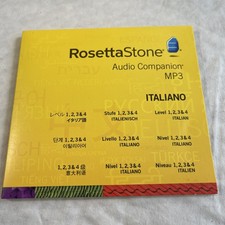 RosettaStone®
Audio Companion®
MP3
ITALIANO
レベル 1, 2, 3 & 4
イタリア語
Stufe 1, 2, 3 & 4
ITALIENISCH
Level 1, 2, 3 & 4
ITALIAN
단계 1, 2, 3 & 4
이탈리아어
Livello 1, 2, 3 & 4
ITALIANO
Nivel 1, 2, 3 & 4
ITALIANO
1, 2, 3 & 4 级
意大利语
Nível 1, 2, 3 & 4
ITALIANO
Niveau 1, 2, 3 & 4
ITALIEN